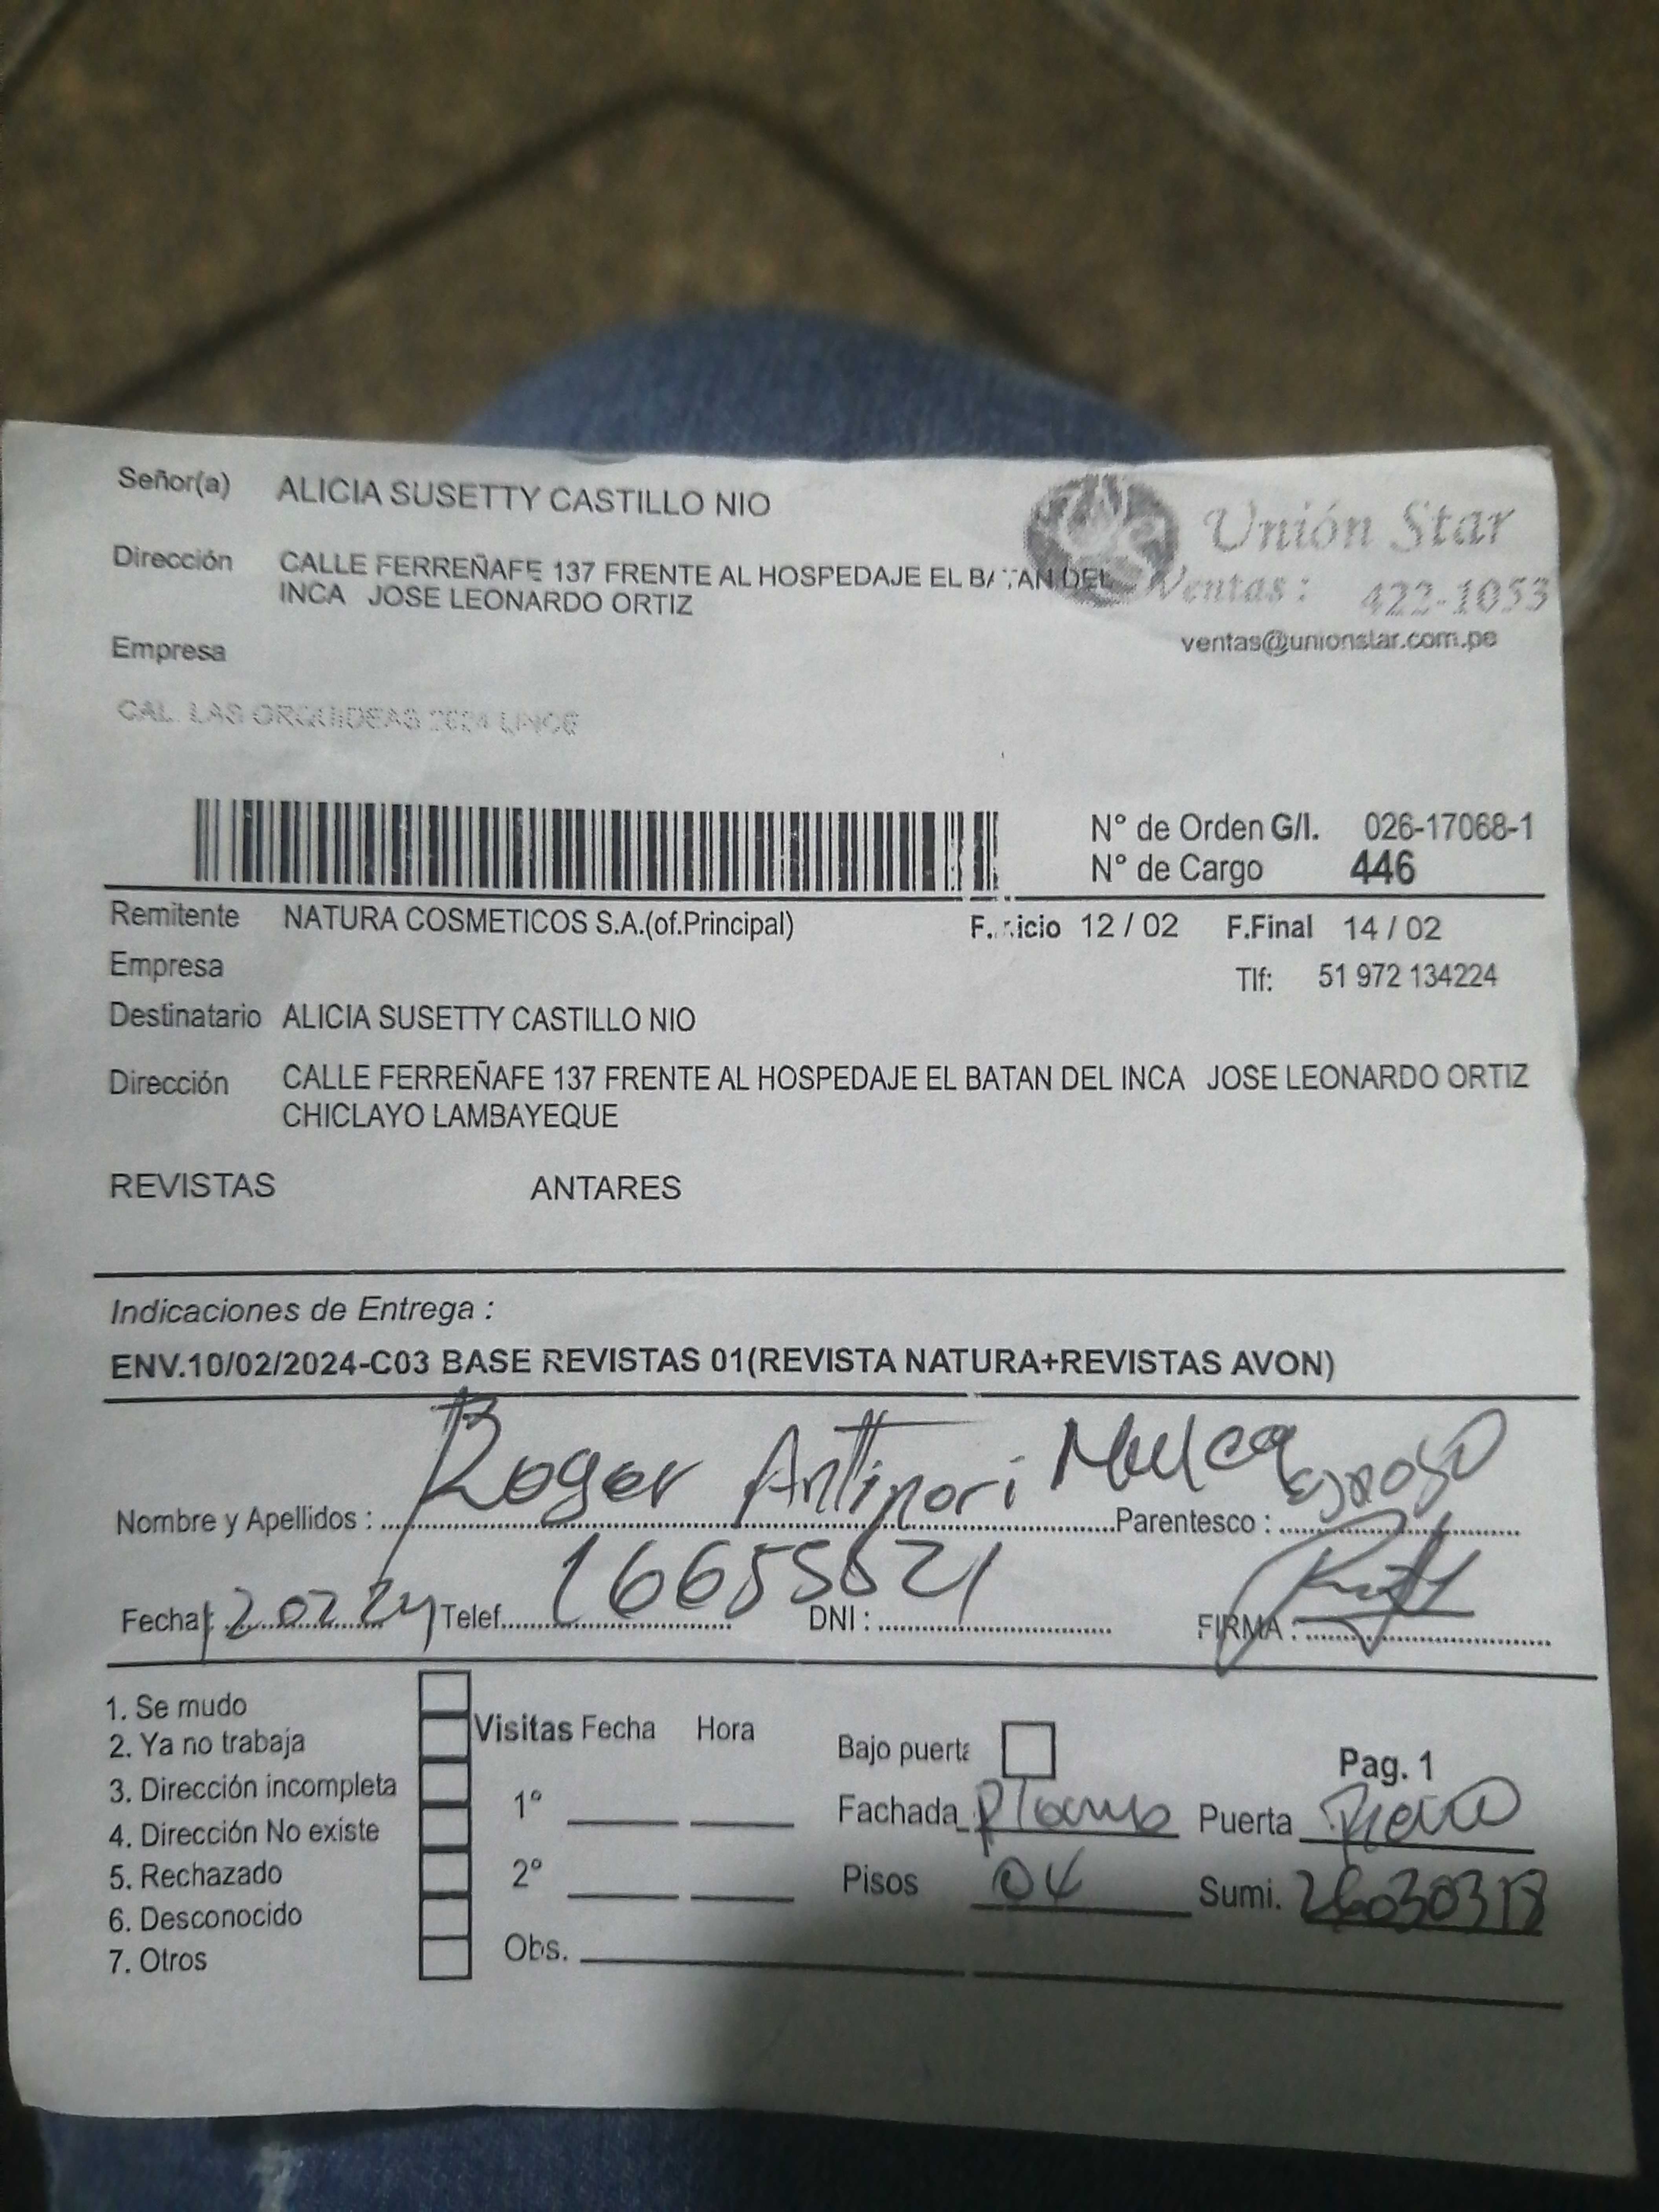 Señor(a) ALICIA SUSETTY CASTILLO NIO
Unión Star
Dirección CALLE FERREÑAFE 137 FRENTE AL HOSPEDAJE EL BATAN DEL
INCA JOSE LEONARDO ORTIZ
Ventas: 422-1053
ventas@unionstar.com.pe
Empresa
CAL. LAS ORQUIDEAS LINCE
N° de Orden G/I. 026-17068-1
N° de Cargo 446
Remitente NATURA COSMETICOS S.A.(of.Principal) F.Inicio 12 / 02 F.Final 14 / 02
Empresa Tlf: 51 972 134224
Destinatario ALICIA SUSETTY CASTILLO NIO
Dirección CALLE FERREÑAFE 137 FRENTE AL HOSPEDAJE EL BATAN DEL INCA JOSE LEONARDO ORTIZ
CHICLAYO LAMBAYEQUE
REVISTAS ANTARES
Indicaciones de Entrega :
ENV.10/02/2024-C03 BASE REVISTAS 01(REVISTA NATURA+REVISTAS AVON)
Nombre y Apellidos : Roger Antinori Parentesco : esposo
Fecha: 120224 Telef. DNI : FIRMA :
1. Se mudo
2. Ya no trabaja
3. Dirección incompleta
4. Dirección No existe
5. Rechazado
6. Desconocido
7. Otros
Visitas Fecha Hora
1°
2°
Obs.
Bajo puerta Pag. 1
Fachada Puerta
Pisos 04 Sumi.